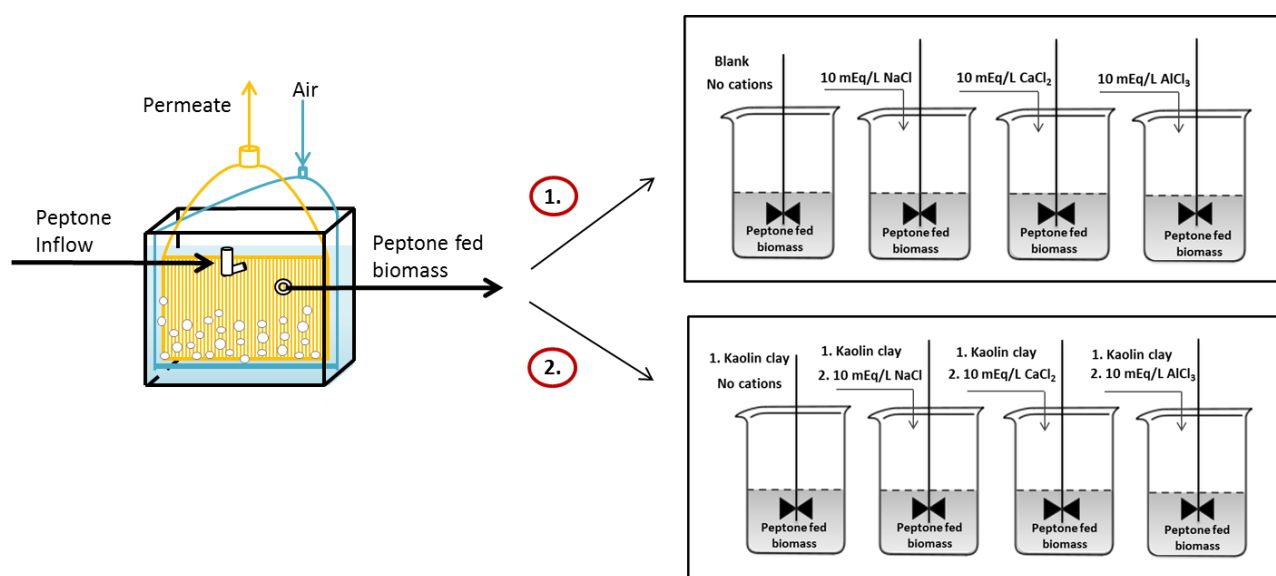 Permeate
Air
Peptone
Inflow
Peptone fed
biomass
1.
2.
Blank
No cations
10 mEq/L NaCl
10 mEq/L CaCl₂
10 mEq/L AlCl₃
Peptone fed
biomass
Peptone fed
biomass
Peptone fed
biomass
Peptone fed
biomass
1. Kaolin clay
No cations
1. Kaolin clay
2. 10 mEq/L NaCl
1. Kaolin clay
2. 10 mEq/L CaCl₂
1. Kaolin clay
2. 10 mEq/L AlCl₃
Peptone fed
biomass
Peptone fed
biomass
Peptone fed
biomass
Peptone fed
biomass